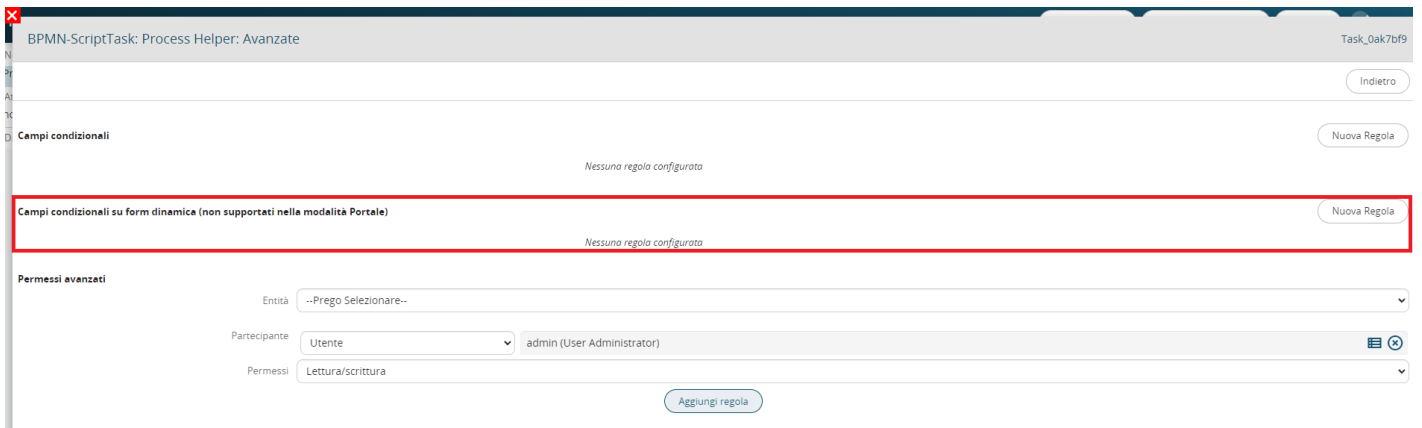 BPMN-ScriptTask: Process Helper: Avanzate
Task_0ak7bf9
Indietro
Campi condizionali
Nuova Regola
Nessuna regola configurata
Campi condizionali su form dinamica (non supportati nella modalità Portale)
Nuova Regola
Nessuna regola configurata
Permessi avanzati
Entità
--Prego Selezionare--
Partecipante
Utente
admin (User Administrator)
Permessi
Lettura/scrittura
Aggiungi regola